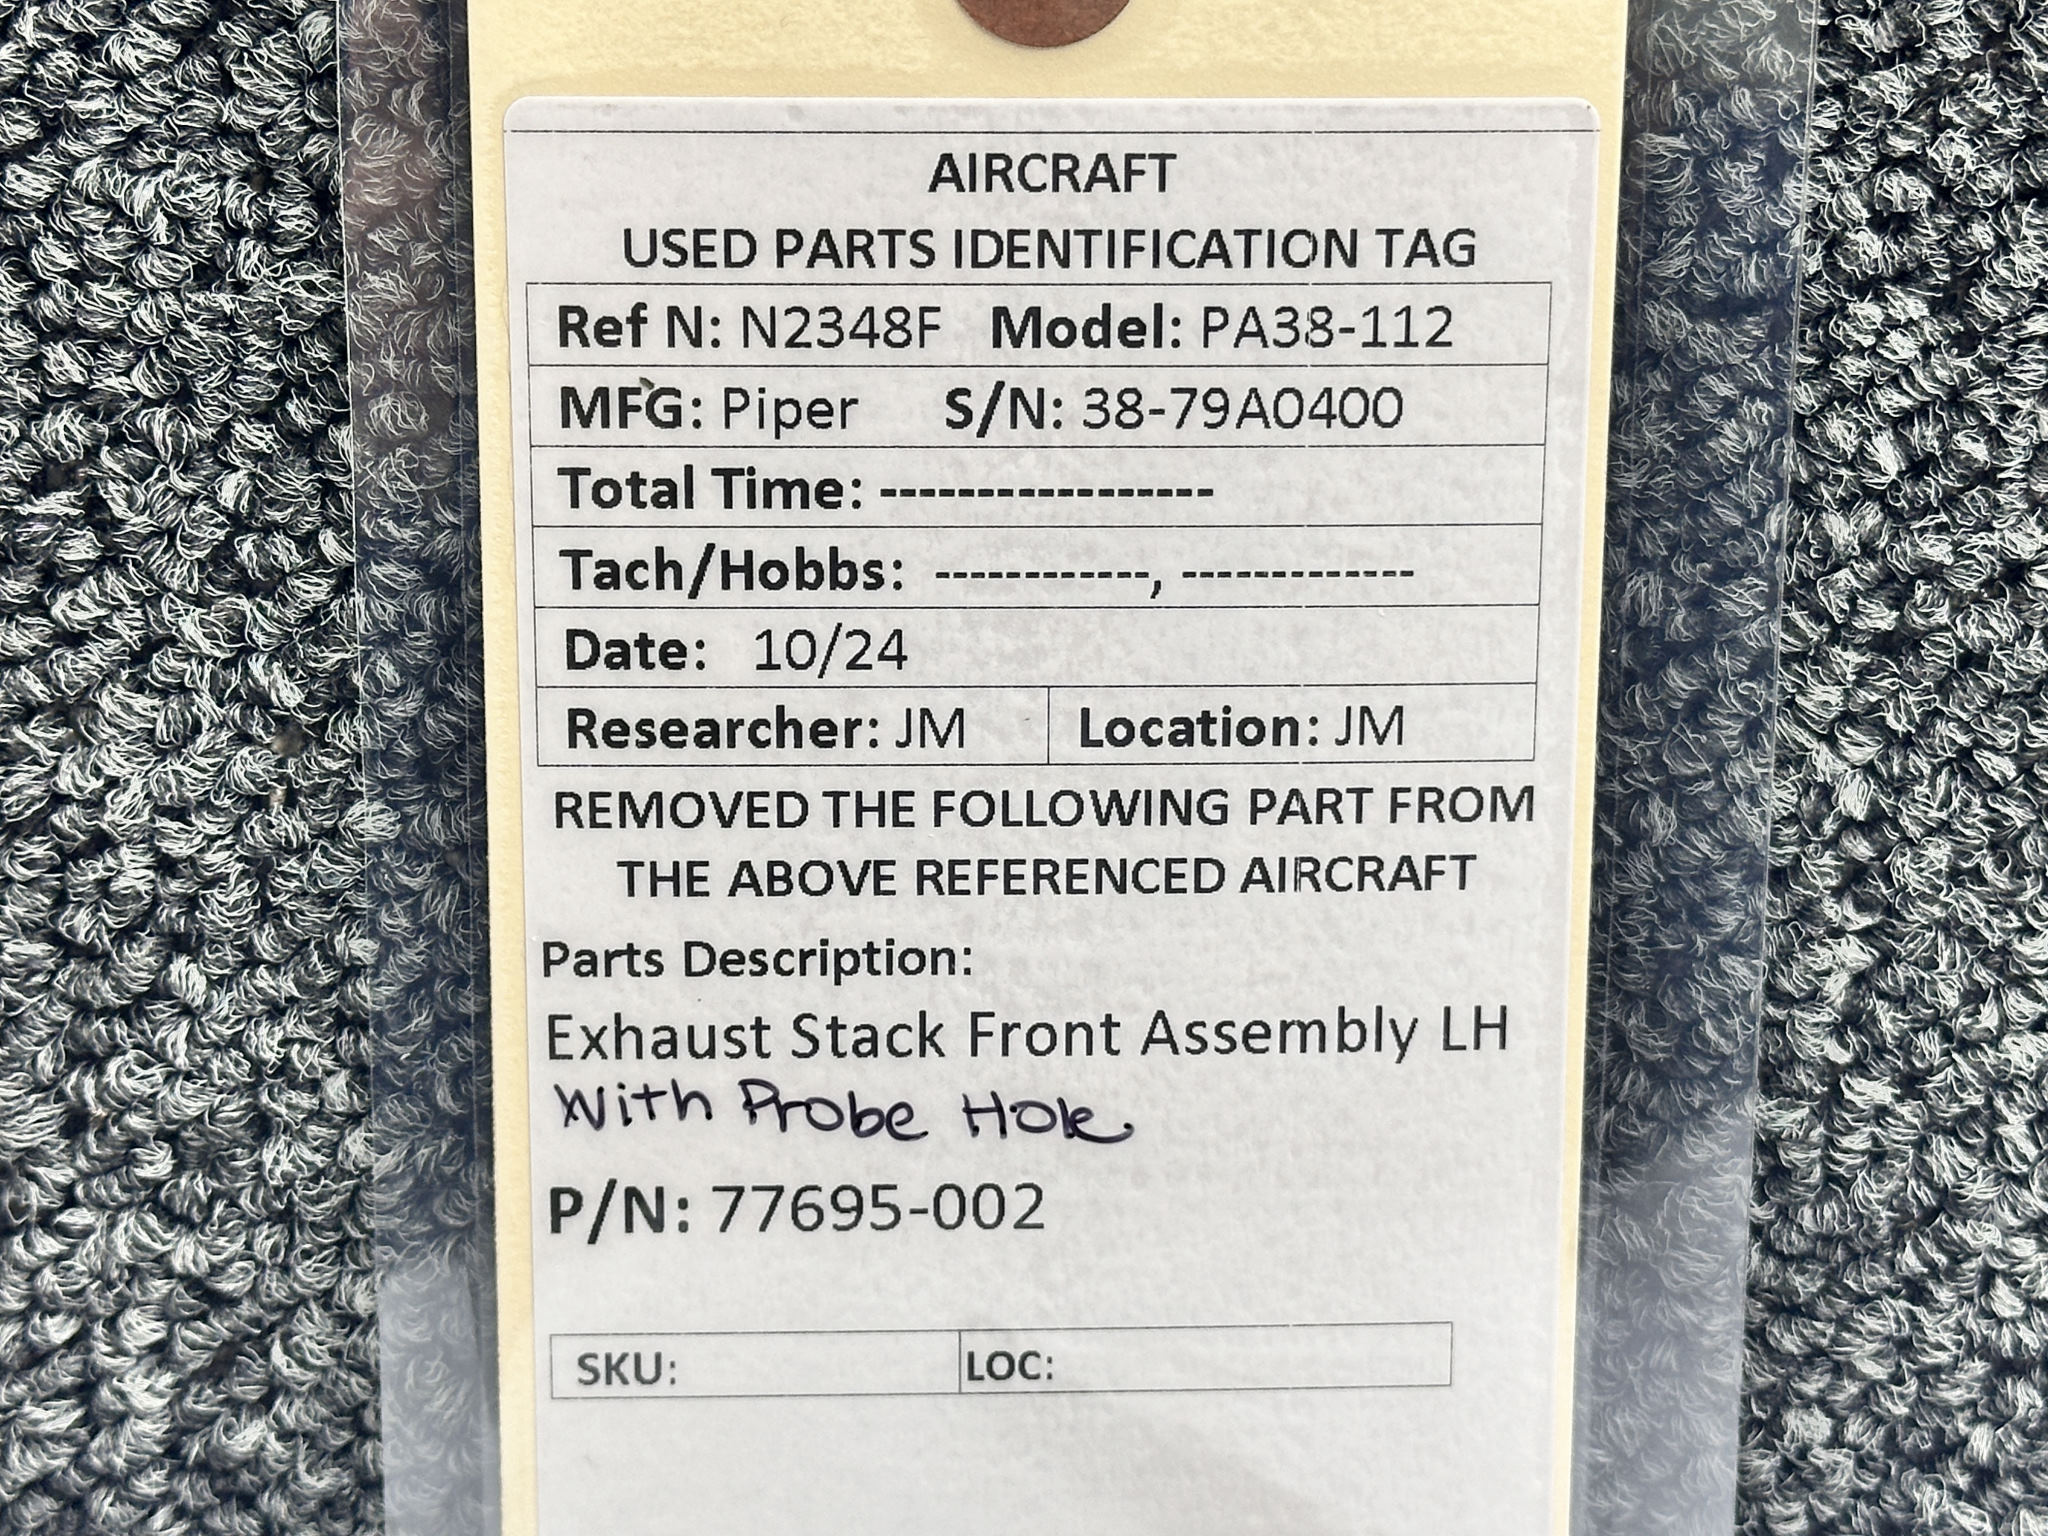 AIRCRAFT
USED PARTS IDENTIFICATION TAG
Ref N: N2348F Model: PA38-112
MFG: Piper S/N: 38-79A0400
Total Time: -----------------
Tach/Hobbs: ------------, -------------
Date: 10/24
Researcher: JM Location: JM
REMOVED THE FOLLOWING PART FROM
THE ABOVE REFERENCED AIRCRAFT
Parts Description:
Exhaust Stack Front Assembly LH
With Probe Hole
P/N: 77695-002
SKU: LOC: